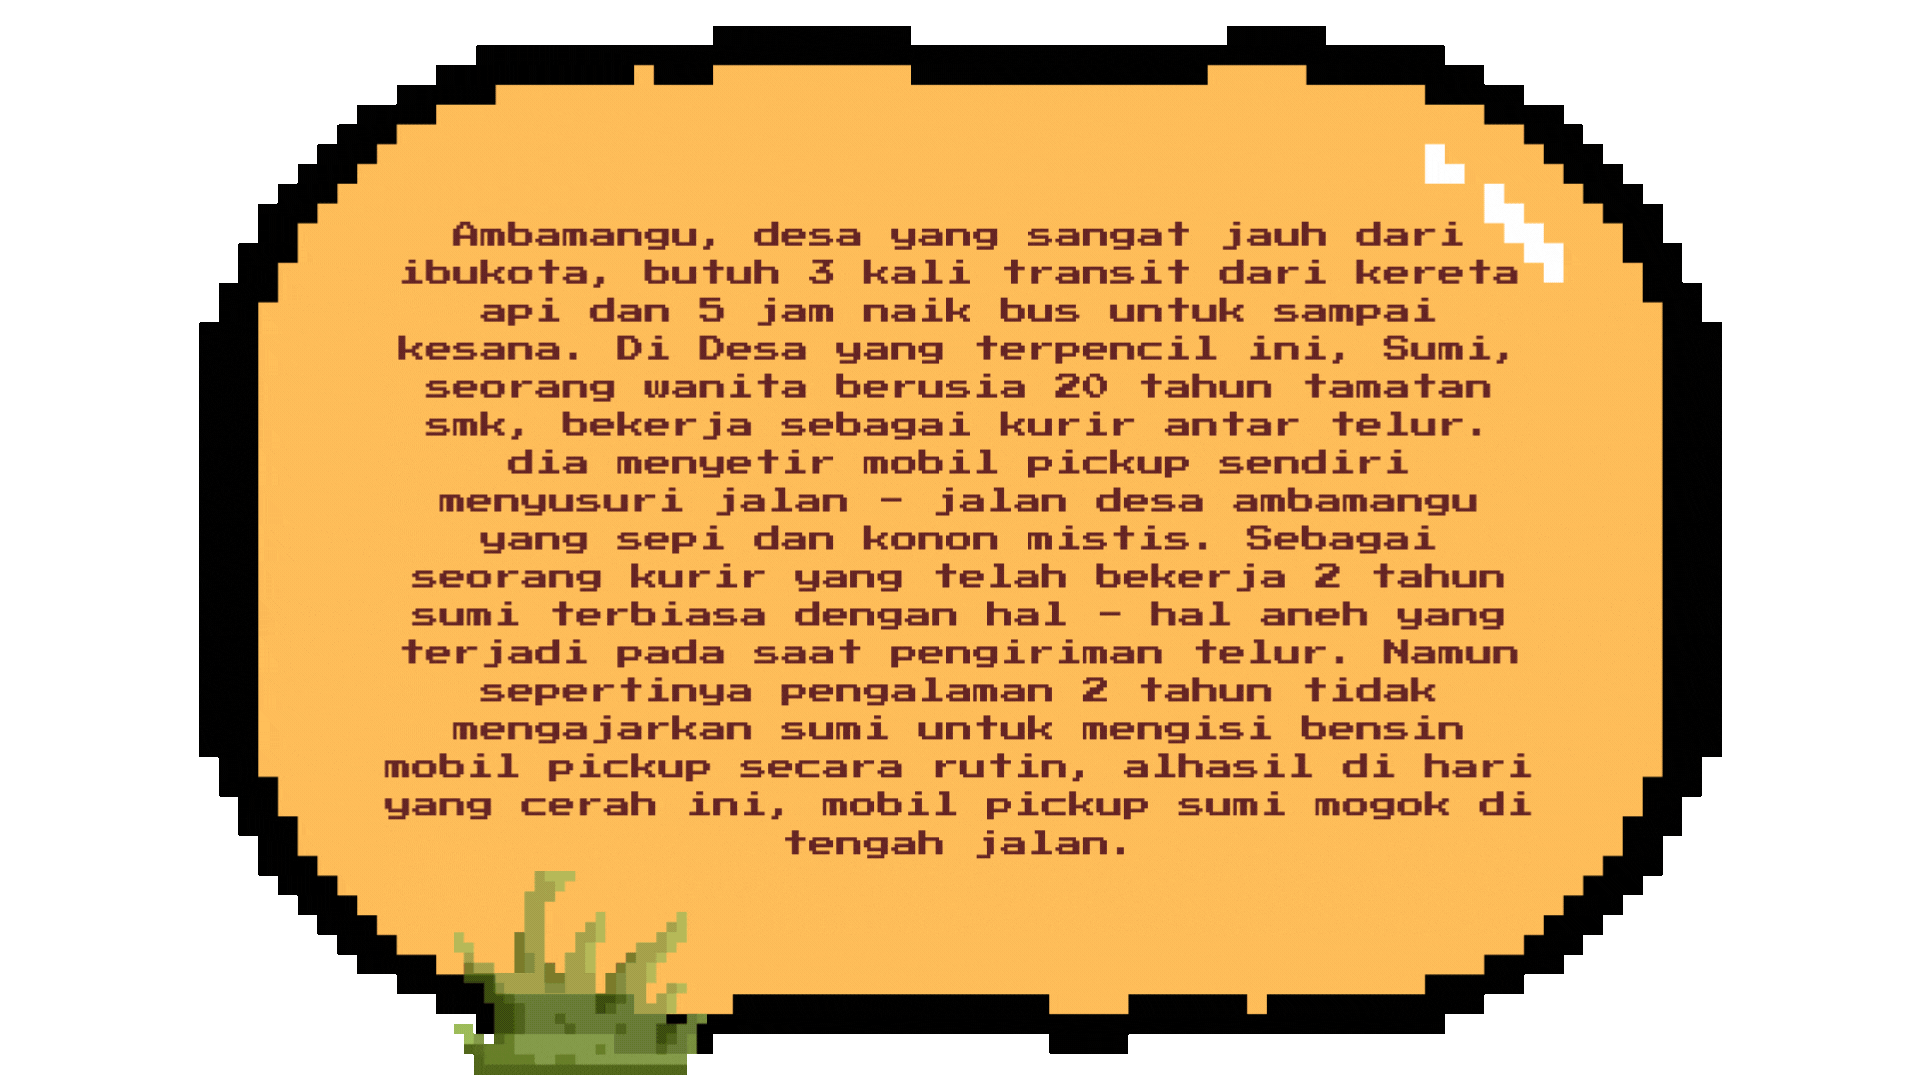 Ambamangu, desa yang sangat jauh dari
ibukota, butuh 3 kali transit dari kereta
api dan 5 jam naik bus untuk sampai
kesana. Di Desa yang terpencil ini, Sumi,
seorang wanita berusia 20 tahun tamatan
smk, bekerja sebagai kurir antar telur.
dia menyetir mobil pickup sendiri
menyusuri jalan - jalan desa ambamangu
yang sepi dan konon mistis. Sebagai
seorang kurir yang telah bekerja 2 tahun
sumi terbiasa dengan hal - hal aneh yang
terjadi pada saat pengiriman telur. Namun
sepertinya pengalaman 2 tahun tidak
mengajarkan sumi untuk mengisi bensin
mobil pickup secara rutin, alhasil di hari
yang cerah ini, mobil pickup sumi mogok di
tengah jalan.